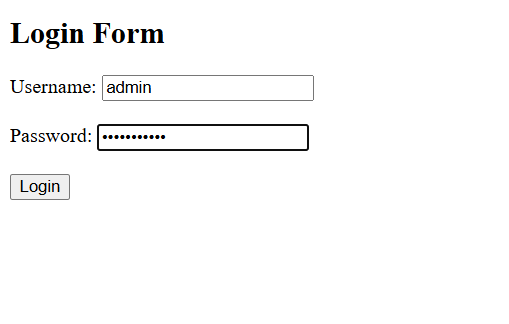 Login Form
Username: admin
Password: •••••••••••
Login